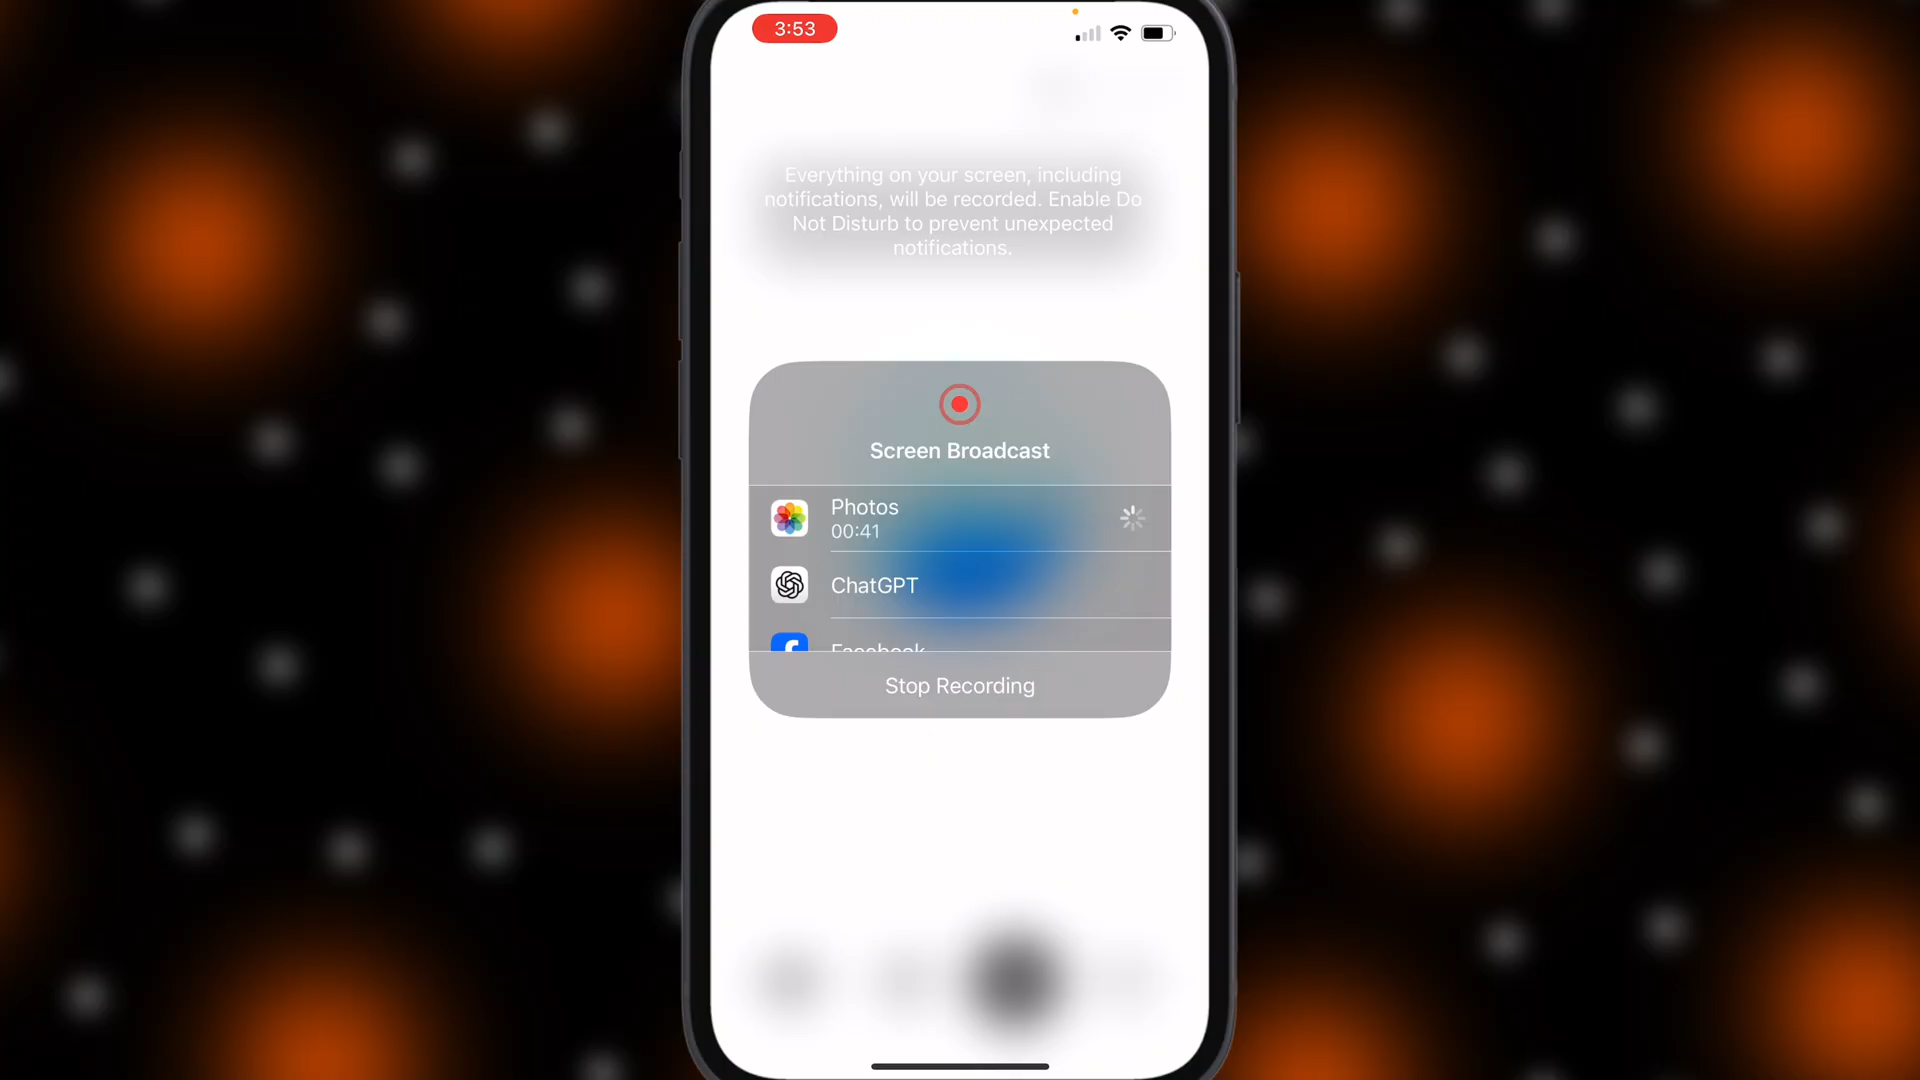 3:53
Everything on your screen, including
notifications, will be recorded. Enable Do
Not Disturb to prevent unexpected
notifications.
Screen Broadcast
Photos
00:41
ChatGPT
Facebook
Stop Recording